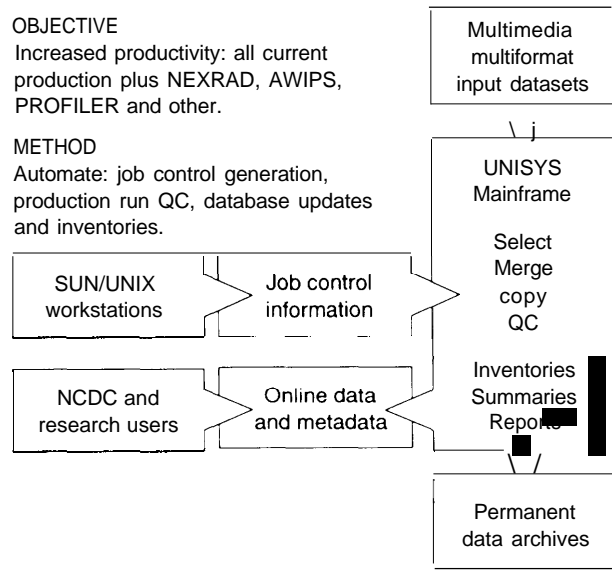 OBJECTIVE
Increased productivity: all current
production plus NEXRAD, AWIPS,
PROFILER and other.
METHOD
Automate: job control generation,
production run QC, database updates
and inventories.
Multimedia
multiformat
input datasets
UNISYS
Mainframe
Select
Merge
copy
QC
Inventories
Summaries
Reports
SUN/UNIX
workstations
Job control
information
NCDC and
research users
Online data
and metadata
Permanent
data archives